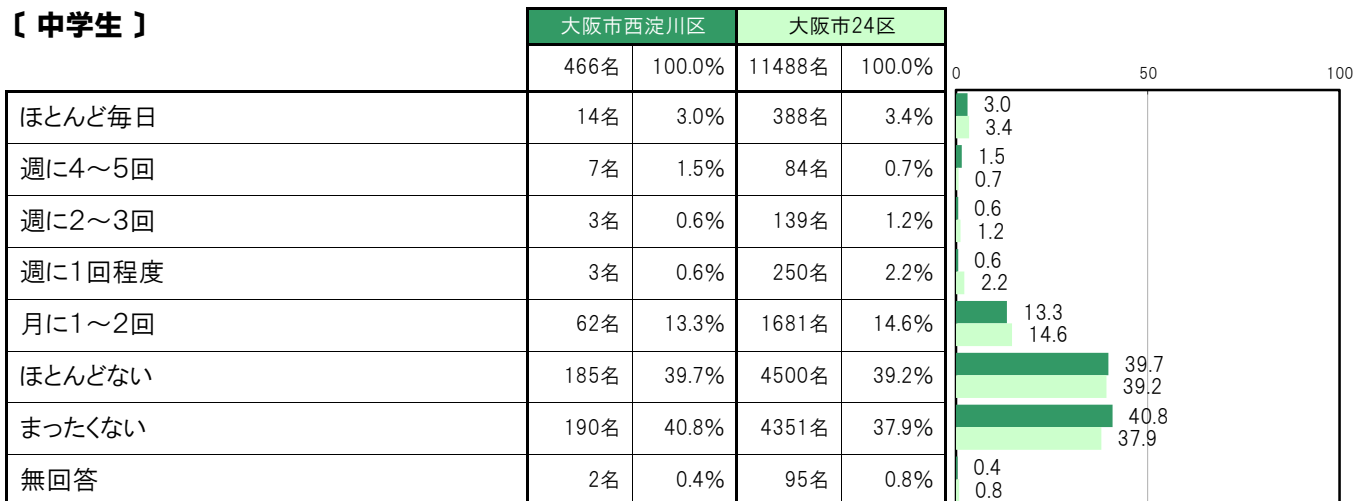 〔 中学生 〕
大阪市西淀川区 大阪市24区
466名 100.0% 11488名 100.0%
0 50 100
ほとんど毎日 14名 3.0% 388名 3.4%
3.0
3.4
週に4～5回 7名 1.5% 84名 0.7%
1.5
0.7
週に2～3回 3名 0.6% 139名 1.2%
0.6
1.2
週に1回程度 3名 0.6% 250名 2.2%
0.6
2.2
月に1～2回 62名 13.3% 1681名 14.6%
13.3
14.6
ほとんどない 185名 39.7% 4500名 39.2%
39.7
39.2
まったくない 190名 40.8% 4351名 37.9%
40.8
37.9
無回答 2名 0.4% 95名 0.8%
0.4
0.8